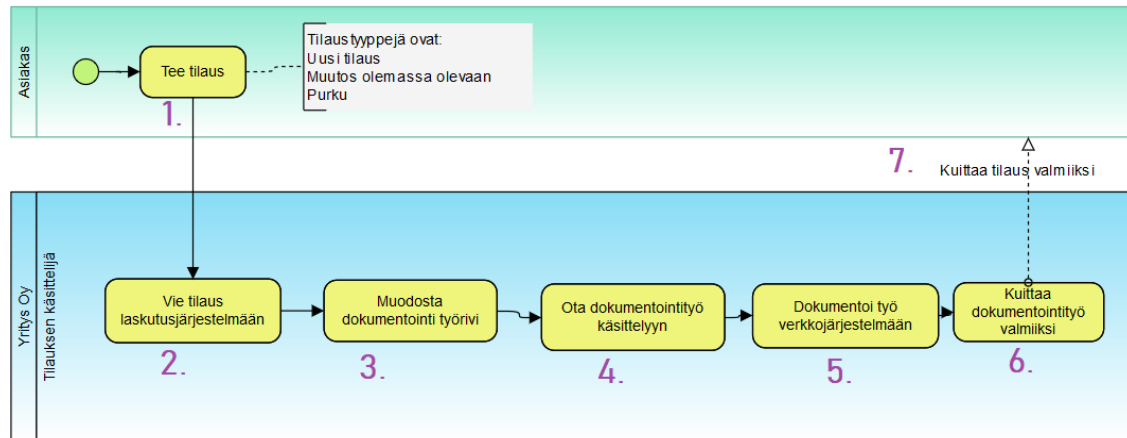 Asiakas
Tee tilaus
1.
Tilaustyyppejä ovat:
Uusi tilaus
Muutos olemassa olevaan
Purku
7.
Kuittaa tilaus valmiiksi
Yritys Oy
Tilauksen käsittelijä
Vie tilaus
laskutusjärjestelmään
2.
Muodosta
dokumentointi työrivi
3.
Ota dokumentointityö
käsittelyyn
4.
Dokumentoi työ
verkkojärjestelmään
5.
Kuittaa
dokumentointityö
valmiiksi
6.